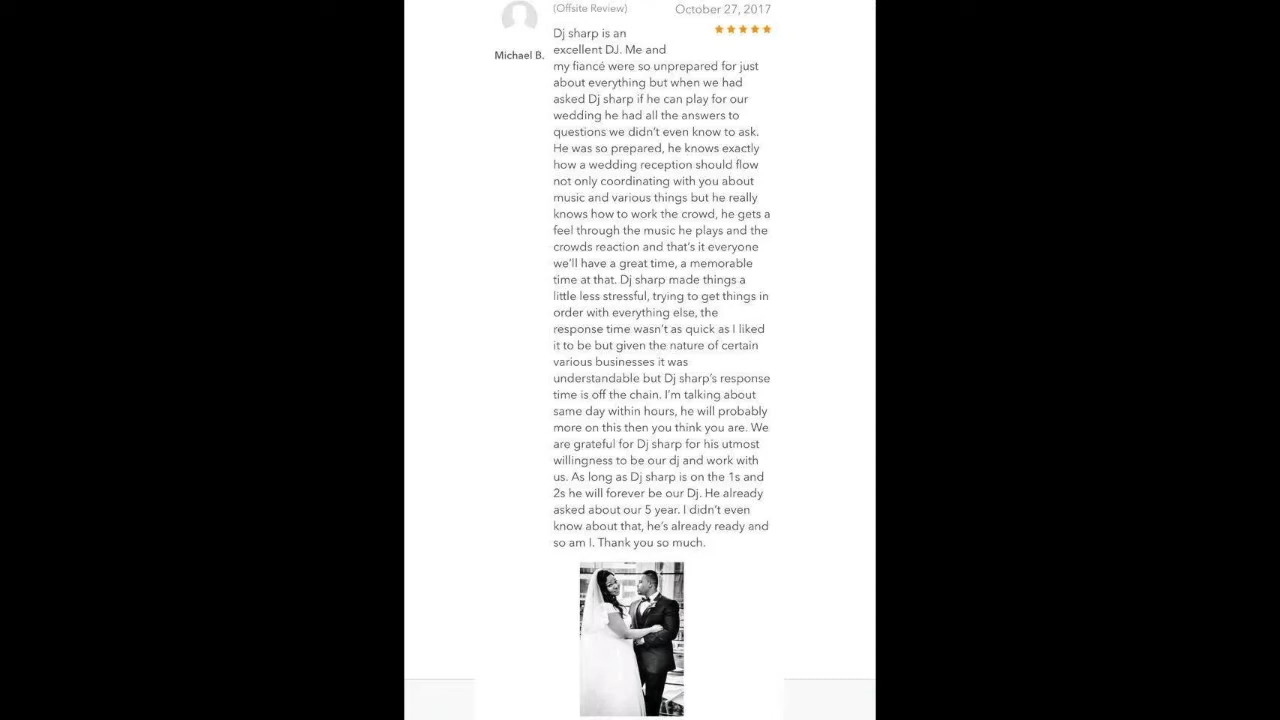 (Offsite Review)
October 27, 2017
Michael B.
Dj sharp is an
excellent DJ. Me and
my fiancé were so unprepared for just
about everything but when we had
asked Dj sharp if he can play for our
wedding he had all the answers to
questions we didn't even know to ask.
He was so prepared, he knows exactly
how a wedding reception should flow
not only coordinating with you about
music and various things but he really
knows how to work the crowd, he gets a
feel through the music he plays and the
crowds reaction and that's it everyone
we'll have a great time, a memorable
time at that. Dj sharp made things a
little less stressful, trying to get things in
order with everything else, the
response time wasn't as quick as I liked
it to be but given the nature of certain
various businesses it was
understandable but Dj sharp's response
time is off the chain. I'm talking about
same day within hours, he will probably
more on this then you think you are. We
are grateful for Dj sharp for his utmost
willingness to be our dj and work with
us. As long as Dj sharp is on the 1s and
2s he will forever be our Dj. He already
asked about our 5 year. I didn't even
know about that, he's already ready and
so am I. Thank you so much.